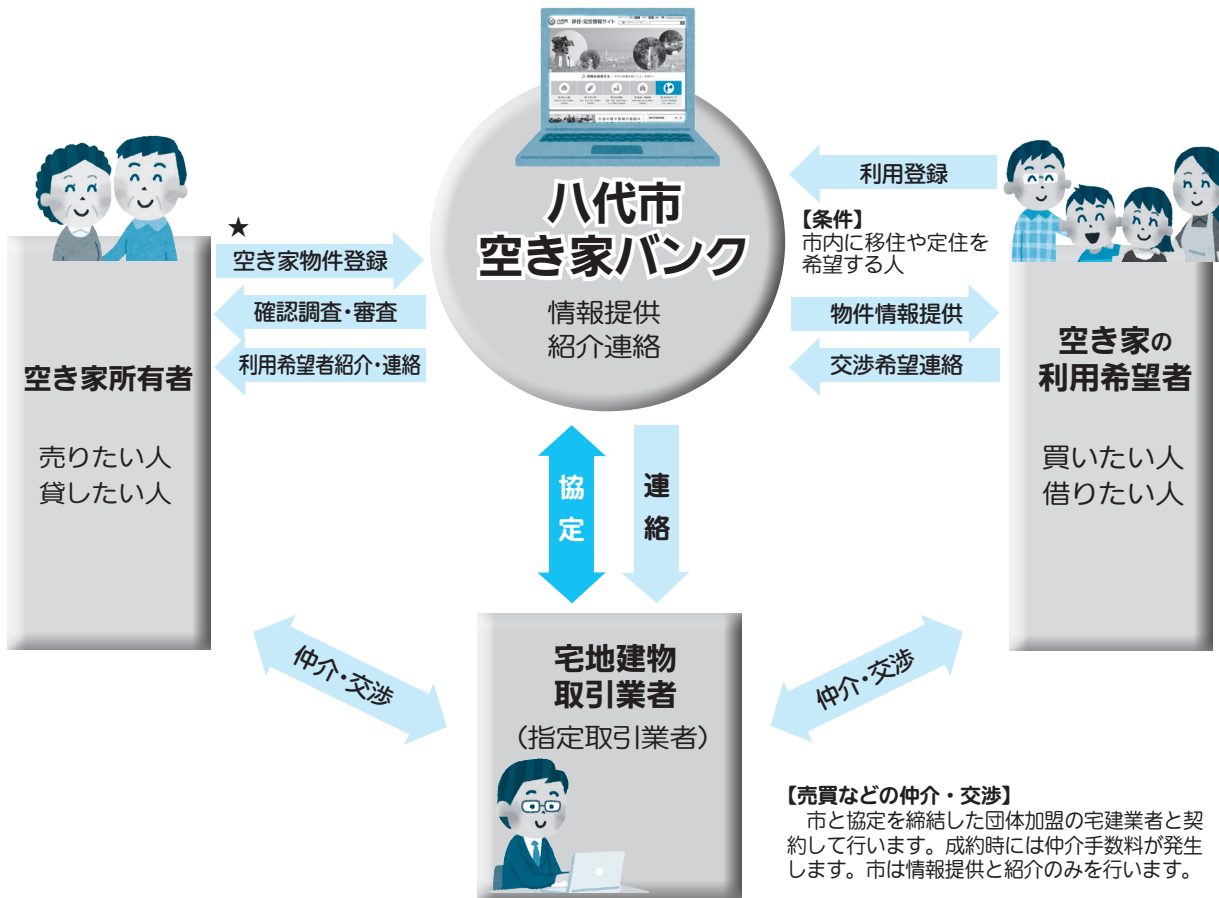 移住・定住情報サイト
八代市
空き家バンク
情報提供
紹介連絡
★
空き家物件登録
確認調査・審査
利用希望者紹介・連絡
空き家所有者
売りたい人
貸したい人
利用登録
【条件】
市内に移住や定住を
希望する人
物件情報提供
交渉希望連絡
空き家の
利用希望者
買いたい人
借りたい人
協定
連絡
仲介・交渉
仲介・交渉
宅地建物
取引業者
（指定取引業者）
【売買などの仲介・交渉】
市と協定を締結した団体加盟の宅建業者と契
約して行います。成約時には仲介手数料が発生
します。市は情報提供と紹介のみを行います。